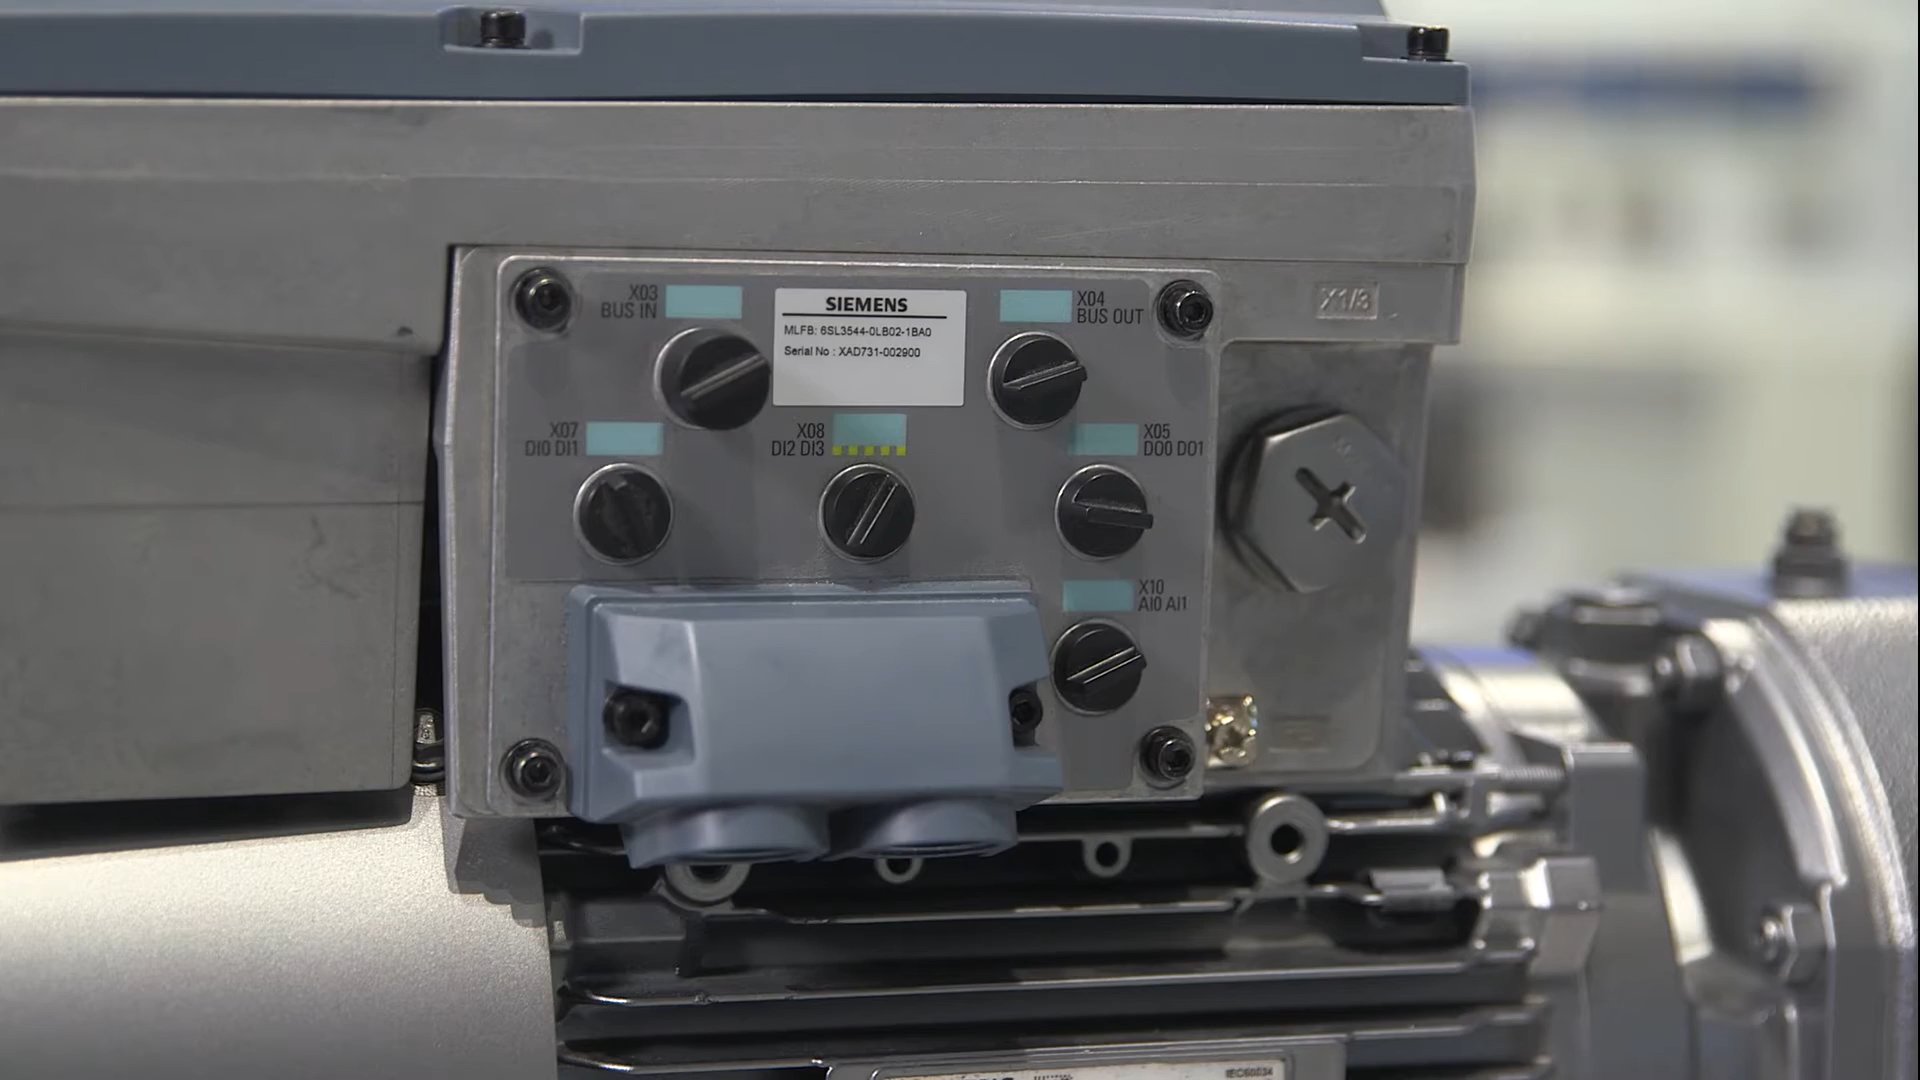 X03
BUS IN
SIEMENS
MLFB: 6SL3544-0LB02-1BA0
Serial No : XAD731-002900
X04
BUS OUT
X1/3
X07
DI0 DI1
X08
DI2 DI3
X05
DO0 DO1
X10
AI0 AI1
IEC60034